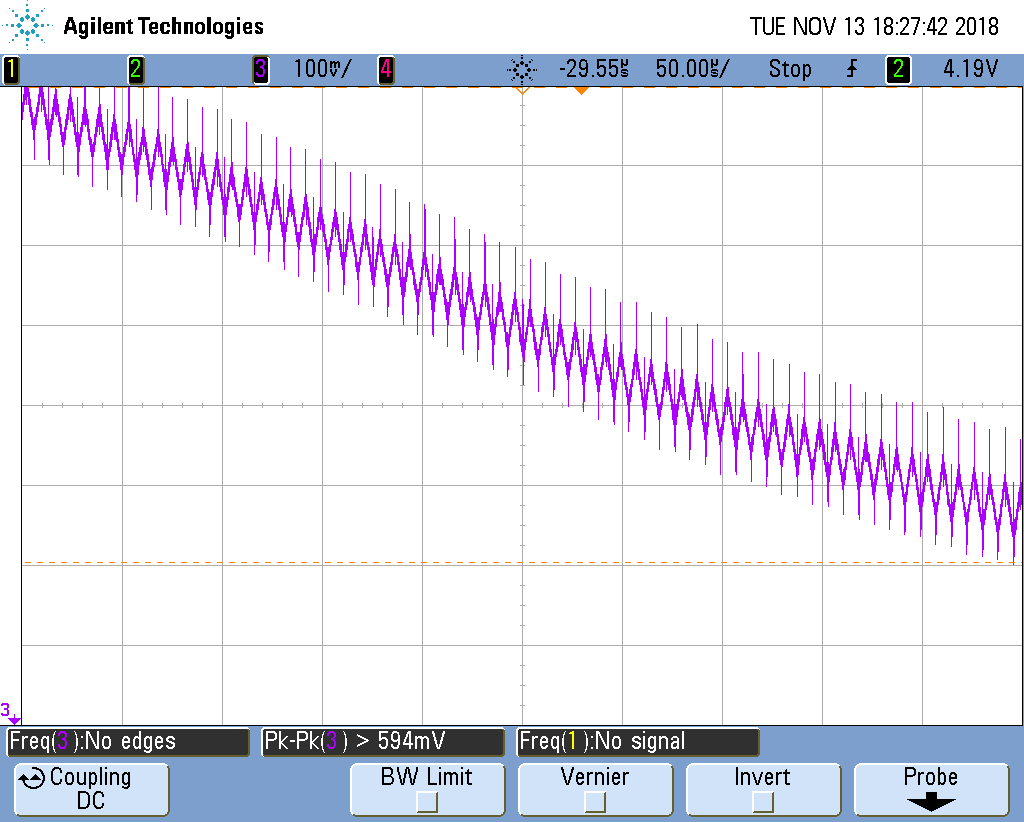 Agilent Technologies
TUE NOV 13 18:27:42 2018
1 2 3 100mV/ 4 -29.55µs 50.00µs/ Stop 2 4.19V
3
Freq(3):No edges Pk-Pk(3) > 594mV Freq(1):No signal
Coupling BW Limit Vernier Invert Probe
DC